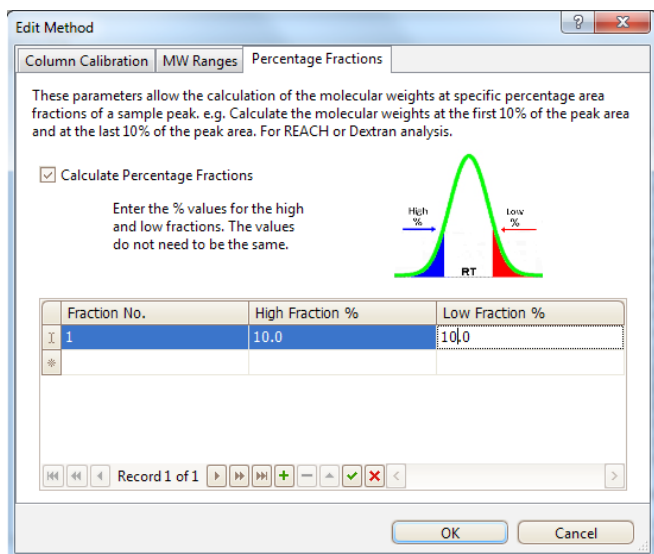 Edit Method
Column Calibration MW Ranges Percentage Fractions
These parameters allow the calculation of the molecular weights at specific percentage area
fractions of a sample peak. e.g. Calculate the molecular weights at the first 10% of the peak area
and at the last 10% of the peak area. For REACH or Dextran analysis.
Calculate Percentage Fractions
Enter the % values for the high
and low fractions. The values
do not need to be the same.
High
%
Low
%
RT
Fraction No. High Fraction % Low Fraction %
1 10.0 10.0
Record 1 of 1
OK Cancel